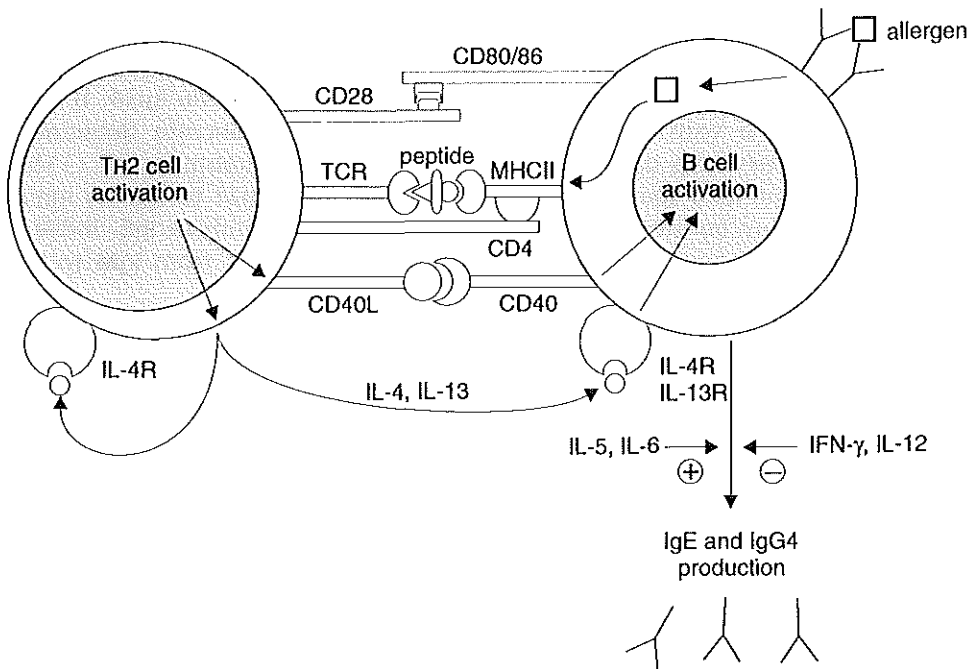 allergen
CD80/86
CD28
TH2 cell
activation
TCR
peptide
MHCII
B cell
activation
CD4
CD40L
CD40
IL-4R
IL-4, IL-13
IL-4R
IL-13R
IL-5, IL-6
+
−
IFN-γ, IL-12
IgE and IgG4
production